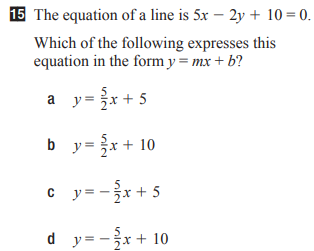 15 The equation of a line is 5x − 2y + 10 = 0.
Which of the following expresses this
equation in the form y = mx + b?
a y = 5/2x + 5
b y = 5/2x + 10
c y = −5/2x + 5
d y = −5/2x + 10